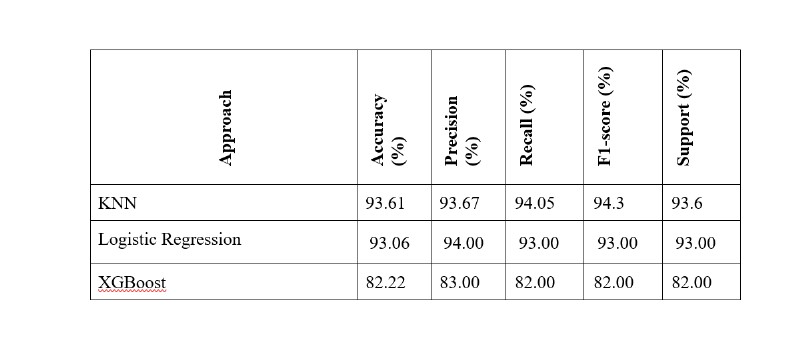 Approach Accuracy (%) Precision (%) Recall (%) F1-score (%) Support (%)
KNN 93.61 93.67 94.05 94.3 93.6
Logistic Regression 93.06 94.00 93.00 93.00 93.00
XGBoost 82.22 83.00 82.00 82.00 82.00